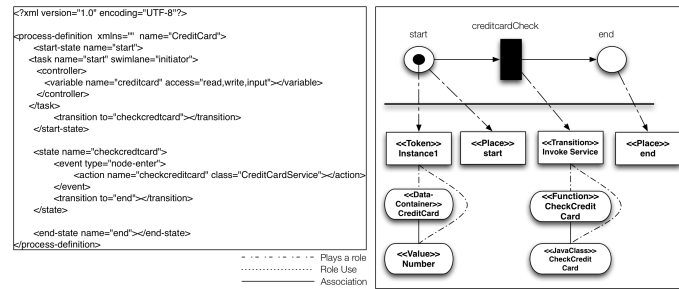 <?xml version="1.0" encoding="UTF-8"?>
<process-definition xmlns="" name="CreditCard">
<start-state name="start">
<task name="start" swimlane="initiator">
<controller>
<variable name="creditcard" access="read,write,input"></variable>
</controller>
</task>
<transition to="checkcredtcard"></transition>
</start-state>
<state name="checkcredtcard">
<event type="node-enter">
<action name="checkcreditcard" class="CreditCardService"></action>
</event>
<transition to="end"></transition>
</state>
<end-state name="end"></end-state>
</process-definition>
Plays a role
Role Use
Association
start
creditcardCheck
end
<<Token>>
Instance1
<<Place>>
start
<<Transition>>
Invoke Service
<<Place>>
end
<<Data-
Container>>
CreditCard
<<Function>>
CheckCredit
Card
<<Value>>
Number
<<JavaClass>>
CheckCredit
Card